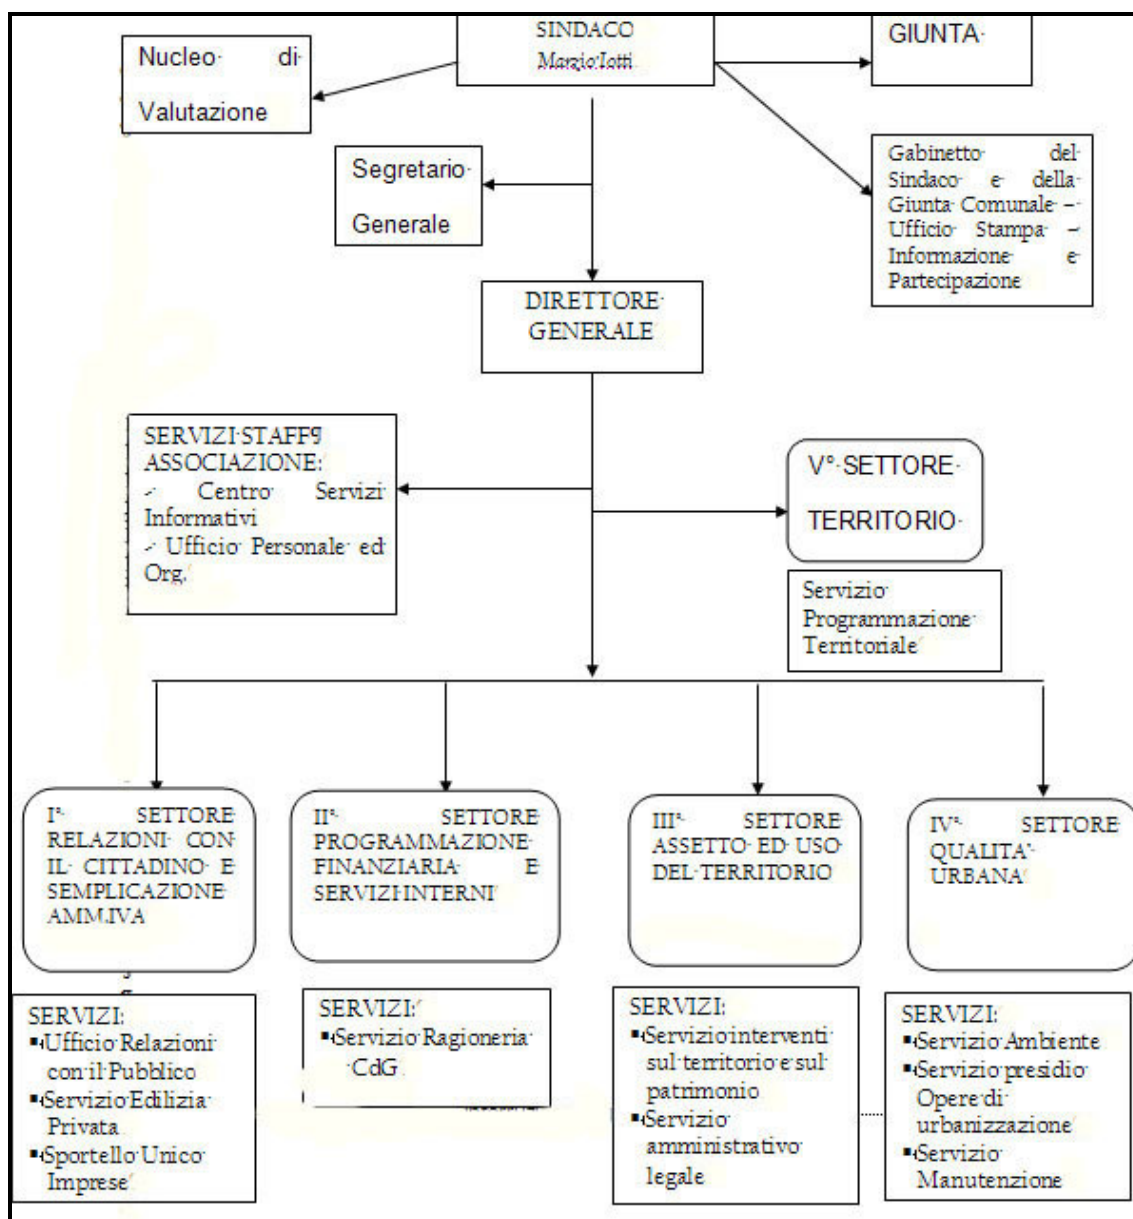 SINDACO
Marzio Iotti
GIUNTA
Nucleo di
Valutazione
Segretario
Generale
Gabinetto del
Sindaco e della
Giunta Comunale –
Ufficio Stampa –
Informazione e
Partecipazione
DIRETTORE
GENERALE
SERVIZI STAFF¶
ASSOCIAZIONE:
- Centro Servizi
Informativi
- Ufficio Personale ed
Org.
V° SETTORE
TERRITORIO
Servizio
Programmazione
Territoriale
I° SETTORE
RELAZIONI CON
IL CITTADINO E
SEMPLICAZIONE
AMM.IVA
II° SETTORE
PROGRAMMAZIONE
FINANZIARIA E
SERVIZI INTERNI
III° SETTORE
ASSETTO ED USO
DEL TERRITORIO
IV° SETTORE
QUALITA'
URBANA
SERVIZI:
▪Ufficio Relazioni
con il Pubblico
▪Servizio Edilizia
Privata
▪Sportello Unico
Imprese
SERVIZI:
▪Servizio Ragioneria
CdG
SERVIZI:
▪Servizio interventi
sul territorio e sul
patrimonio
▪Servizio
amministrativo
legale
SERVIZI:
▪Servizio Ambiente
▪Servizio presidio
Opere di
urbanizzazione
▪Servizio
Manutenzione